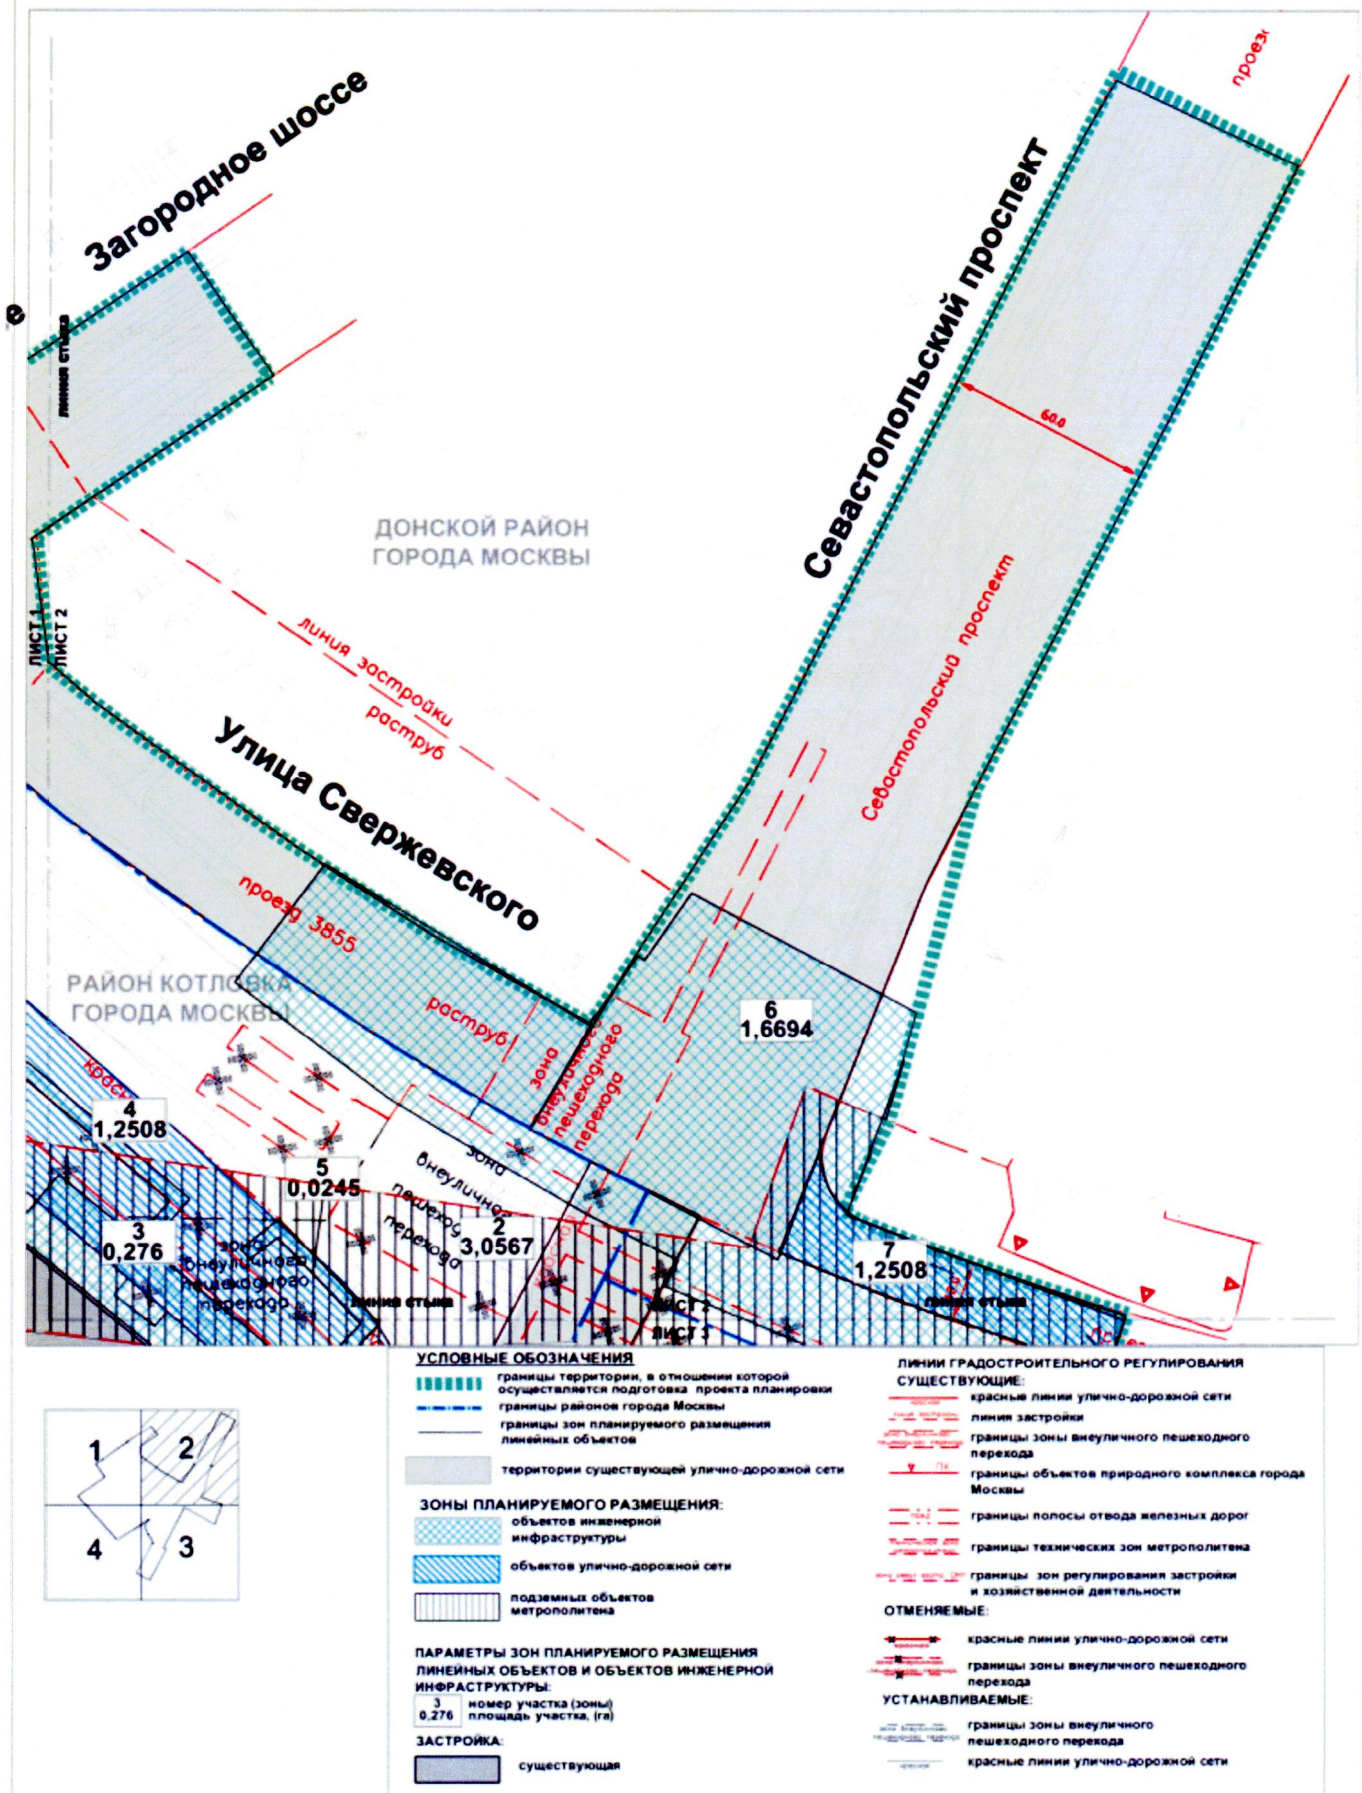 Загородное шоссе
е
линия стыка
Севастопольский проспект
60.0
ДОНСКОЙ РАЙОН
ГОРОДА МОСКВЫ
Севастопольский проспект
ЛИСТ 1
ЛИСТ 2
линия застройки
раструб
Улица Свержевского
проезд 3855
РАЙОН КОТЛОВКА
ГОРОДА МОСКВЫ
раструб
зона
внеуличного
пешеходного
перехода
6
1,6694
4
1,2508
5
0,0245
зона
внеуличного
пешеход
перехода
2
3,0567
3
0,276
зона
внеуличного
пешеходного
перехода
7
1,2508
линия стыка
ЛИСТ 2
ЛИСТ 3
линия стыка
УСЛОВНЫЕ ОБОЗНАЧЕНИЯ
границы территории, в отношении которой
осуществляется подготовка проекта планировки
границы районов города Москвы
границы зон планируемого размещения
линейных объектов
территории существующей улично-дорожной сети
ЗОНЫ ПЛАНИРУЕМОГО РАЗМЕЩЕНИЯ:
объектов инженерной
инфраструктуры
объектов улично-дорожной сети
подземных объектов
метрополитена
ПАРАМЕТРЫ ЗОН ПЛАНИРУЕМОГО РАЗМЕЩЕНИЯ
ЛИНЕЙНЫХ ОБЪЕКТОВ И ОБЪЕКТОВ ИНЖЕНЕРНОЙ
ИНФРАСТРУКТУРЫ:
3
0,276
номер участка (зоны)
площадь участка, (га)
ЗАСТРОЙКА:
существующая
ЛИНИИ ГРАДОСТРОИТЕЛЬНОГО РЕГУЛИРОВАНИЯ
СУЩЕСТВУЮЩИЕ:
красные линии улично-дорожной сети
линия застройки
границы зоны внеуличного пешеходного
перехода
границы объектов природного комплекса города
Москвы
границы полосы отвода железных дорог
границы технических зон метрополитена
границы зон регулирования застройки
и хозяйственной деятельности
ОТМЕНЯЕМЫЕ:
красные линии улично-дорожной сети
границы зоны внеуличного пешеходного
перехода
УСТАНАВЛИВАЕМЫЕ:
границы зоны внеуличного
пешеходного перехода
красные линии улично-дорожной сети
1
2
4
3